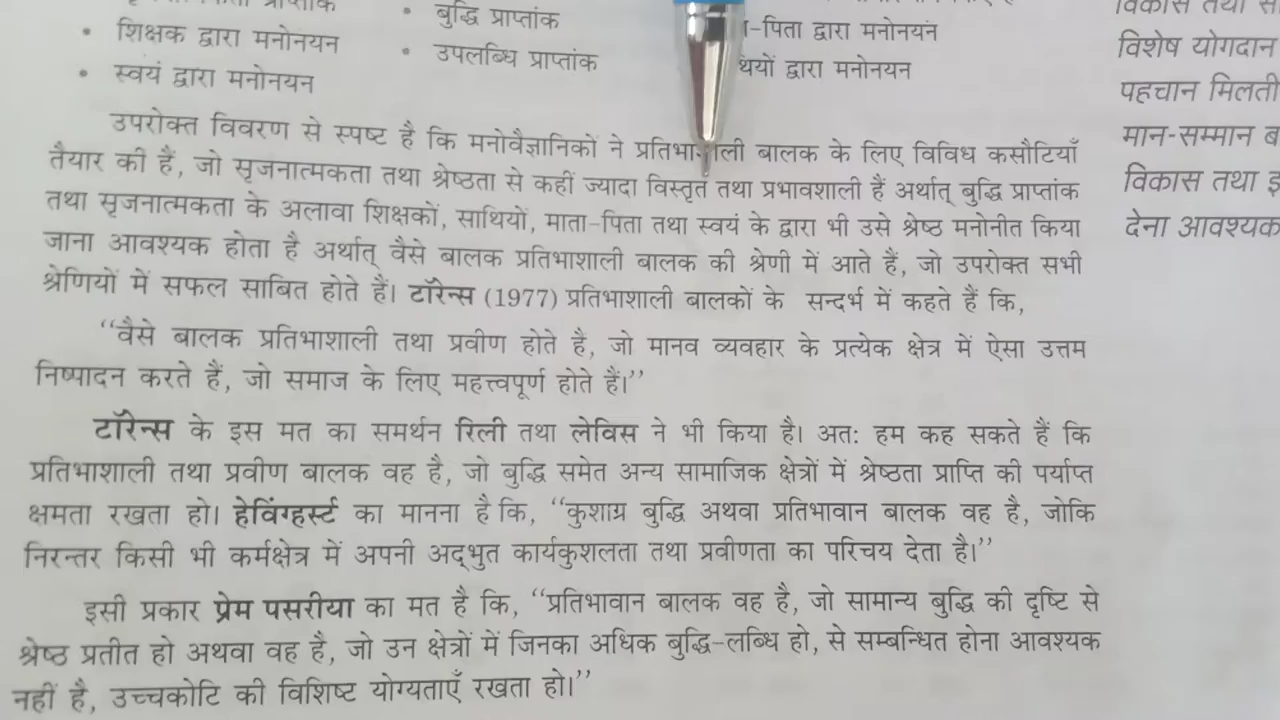 बुद्धि प्राप्तांक
• शिक्षक द्वारा मनोनयन
• उपलब्धि प्राप्तांक
-पिता द्वारा मनोनयन
• स्वयं द्वारा मनोनयन
थियों द्वारा मनोनयन
उपरोक्त विवरण से स्पष्ट है कि मनोवैज्ञानिकों ने प्रतिभाशाली बालक के लिए विविध कसौटियाँ
तैयार की हैं, जो सृजनात्मकता तथा श्रेष्ठता से कहीं ज्यादा विस्तृत तथा प्रभावशाली हैं अर्थात् बुद्धि प्राप्तांक
तथा सृजनात्मकता के अलावा शिक्षकों, साथियों, माता-पिता तथा स्वयं के द्वारा भी उसे श्रेष्ठ मनोनीत किया
जाना आवश्यक होता है अर्थात् वैसे बालक प्रतिभाशाली बालक की श्रेणी में आते हैं, जो उपरोक्त सभी
श्रेणियों में सफल साबित होते हैं। टॉरेन्स (1977) प्रतिभाशाली बालकों के सन्दर्भ में कहते हैं कि,
“वैसे बालक प्रतिभाशाली तथा प्रवीण होते हैं, जो मानव व्यवहार के प्रत्येक क्षेत्र में ऐसा उत्तम
निष्पादन करते हैं, जो समाज के लिए महत्त्वपूर्ण होते हैं।”
टॉरेन्स के इस मत का समर्थन रिली तथा लेविस ने भी किया है। अतः हम कह सकते हैं कि
प्रतिभाशाली तथा प्रवीण बालक वह है, जो बुद्धि समेत अन्य सामाजिक क्षेत्रों में श्रेष्ठता प्राप्ति की पर्याप्त
क्षमता रखता हो। हेविंग्हर्स्ट का मानना है कि, “कुशाग्र बुद्धि अथवा प्रतिभावान बालक वह है, जोकि
निरन्तर किसी भी कर्मक्षेत्र में अपनी अद्भुत कार्यकुशलता तथा प्रवीणता का परिचय देता है।”
इसी प्रकार प्रेम पसरीया का मत है कि, “प्रतिभावान बालक वह है, जो सामान्य बुद्धि की दृष्टि से
श्रेष्ठ प्रतीत हो अथवा वह है, जो उन क्षेत्रों में जिनका अधिक बुद्धि-लब्धि हो, से सम्बन्धित होना आवश्यक
नहीं है, उच्चकोटि की विशिष्ट योग्यताएँ रखता हो।”
विकास तथा
विशेष योगदान
पहचान मिलती
मान-सम्मान ब
विकास तथा इ
देना आवश्यक